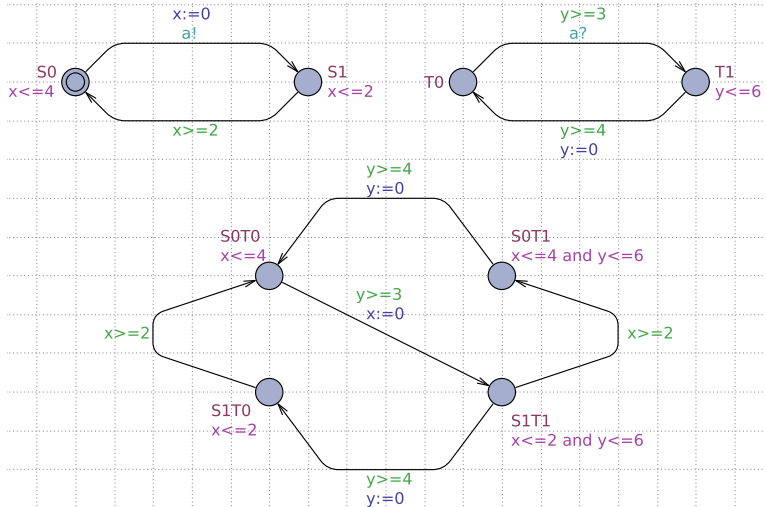 x:=0
a!
S0
x<=4
S1
x<=2
x>=2
y>=3
a?
T0
T1
y<=6
y>=4
y:=0
y>=4
y:=0
S0T0
x<=4
S0T1
x<=4 and y<=6
y>=3
x:=0
x>=2
x>=2
S1T0
x<=2
S1T1
x<=2 and y<=6
y>=4
y:=0